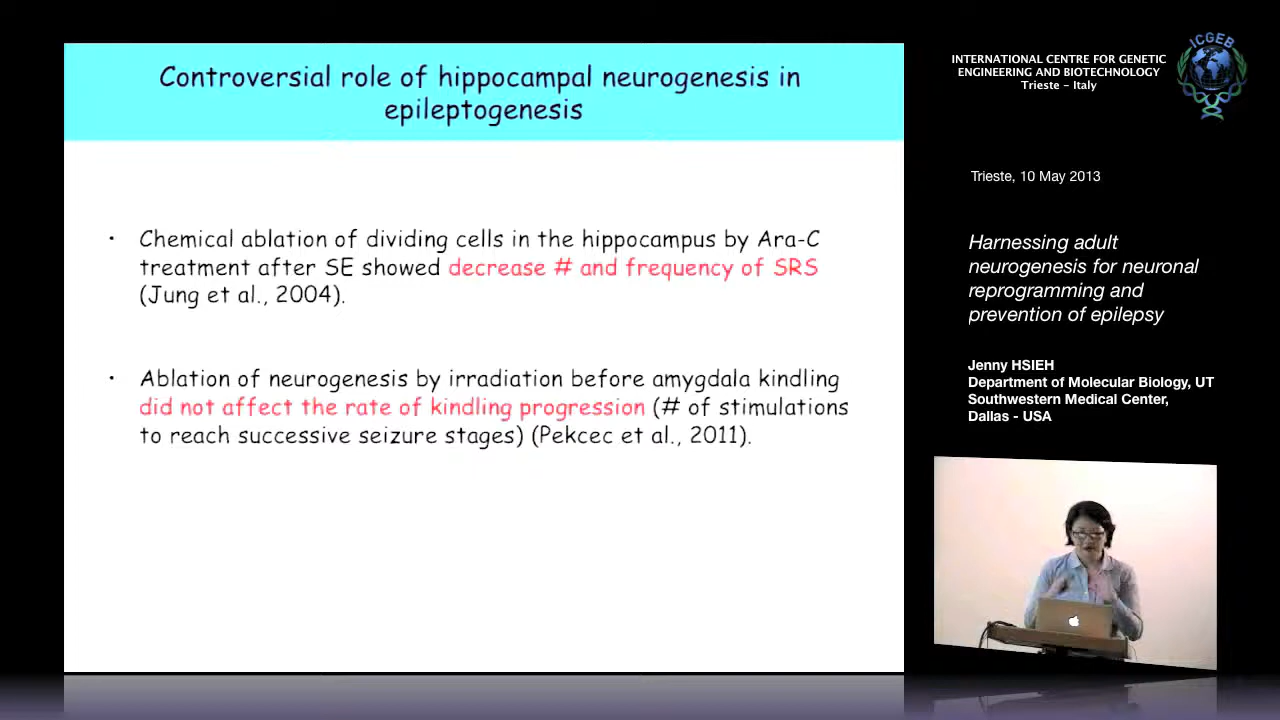 Controversial role of hippocampal neurogenesis in
epileptogenesis
• Chemical ablation of dividing cells in the hippocampus by Ara-C
treatment after SE showed decrease # and frequency of SRS
(Jung et al., 2004).
• Ablation of neurogenesis by irradiation before amygdala kindling
did not affect the rate of kindling progression (# of stimulations
to reach successive seizure stages) (Pekcec et al., 2011).
INTERNATIONAL CENTRE FOR GENETIC
ENGINEERING AND BIOTECHNOLOGY
Trieste - Italy
ICGEB
Trieste, 10 May 2013
Harnessing adult
neurogenesis for neuronal
reprogramming and
prevention of epilepsy
Jenny HSIEH
Department of Molecular Biology, UT
Southwestern Medical Center,
Dallas - USA